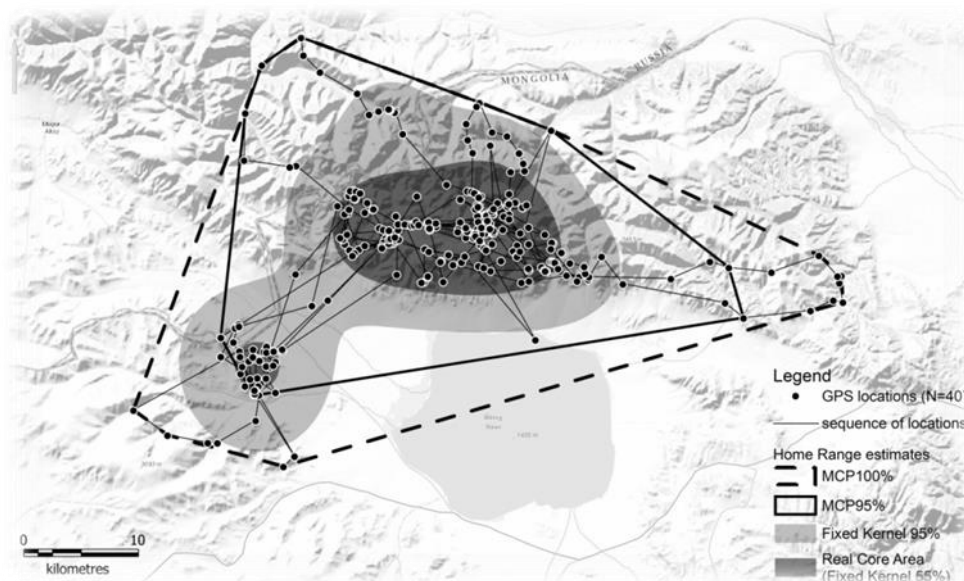 MONGOLIA
RUSSIA
Legend
GPS locations (N=407
sequence of locations
Home Range estimates
MCP100%
MCP95%
Fixed Kernel 95%
Real Core Area
(Fixed Kernel 55%)
0
10
kilometres